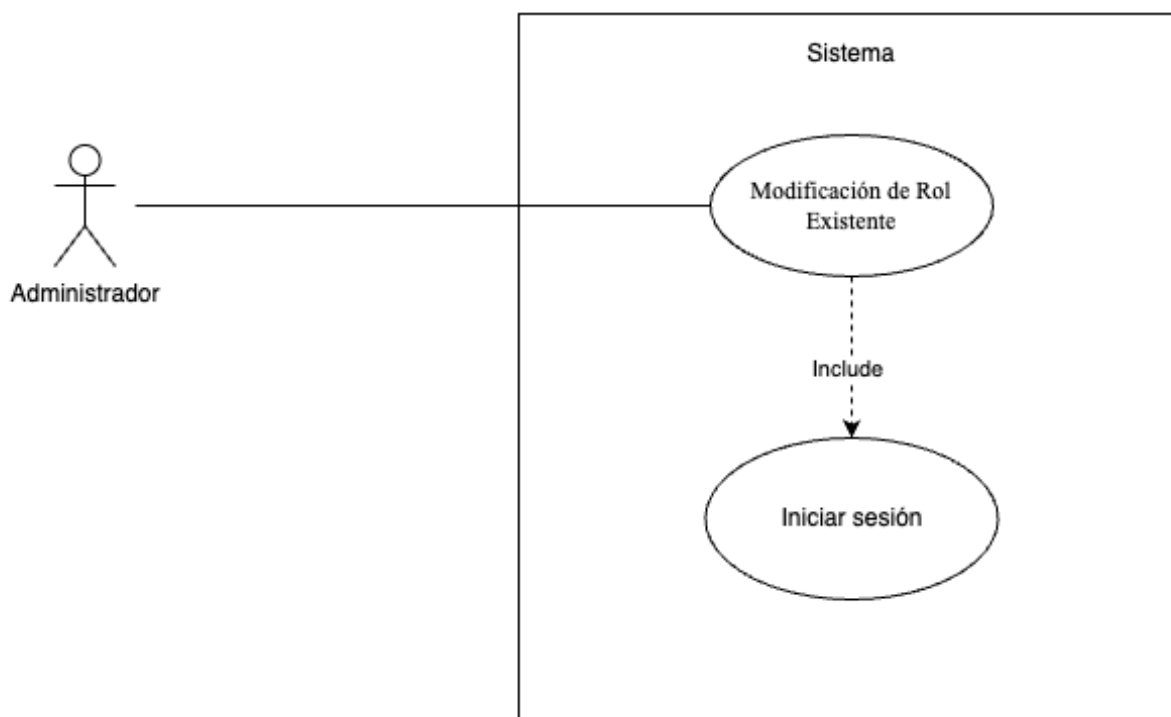 Sistema
Modificación de Rol
Existente
Administrador
Include
Iniciar sesión